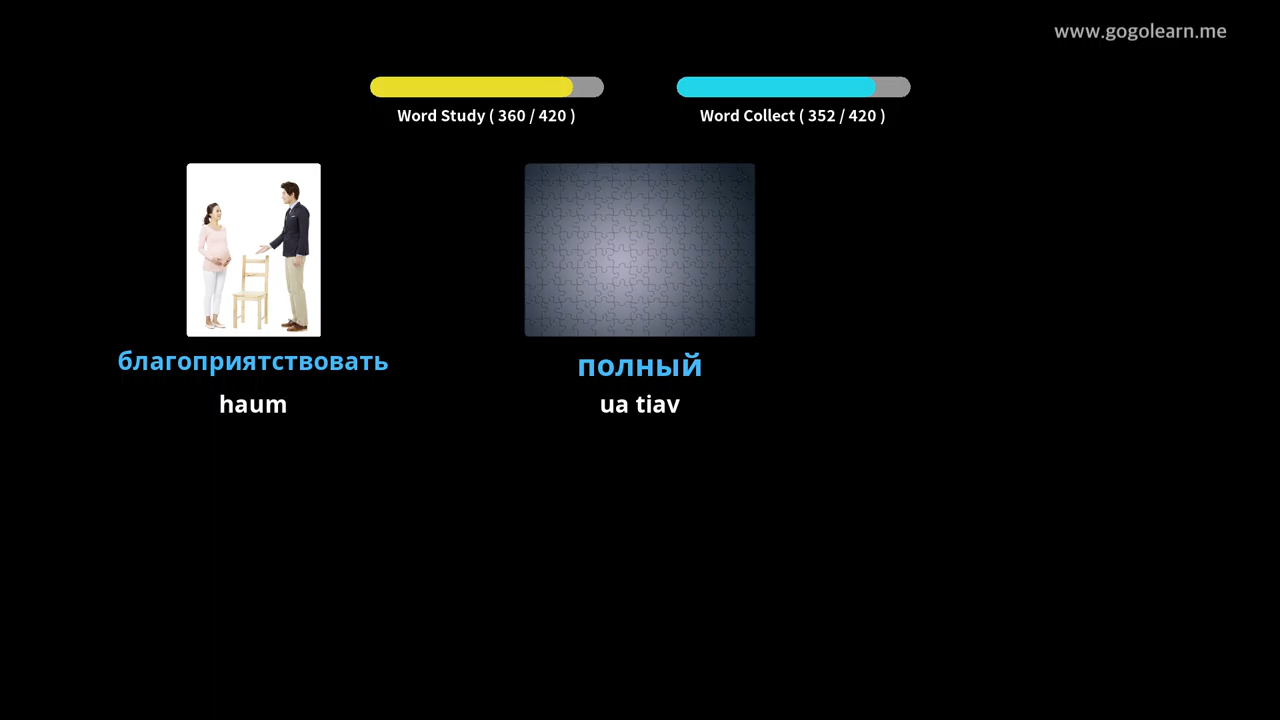 www.gogolearn.me
Word Study ( 360 / 420 )
Word Collect ( 352 / 420 )
благоприятствовать
haum
полный
ua tiav